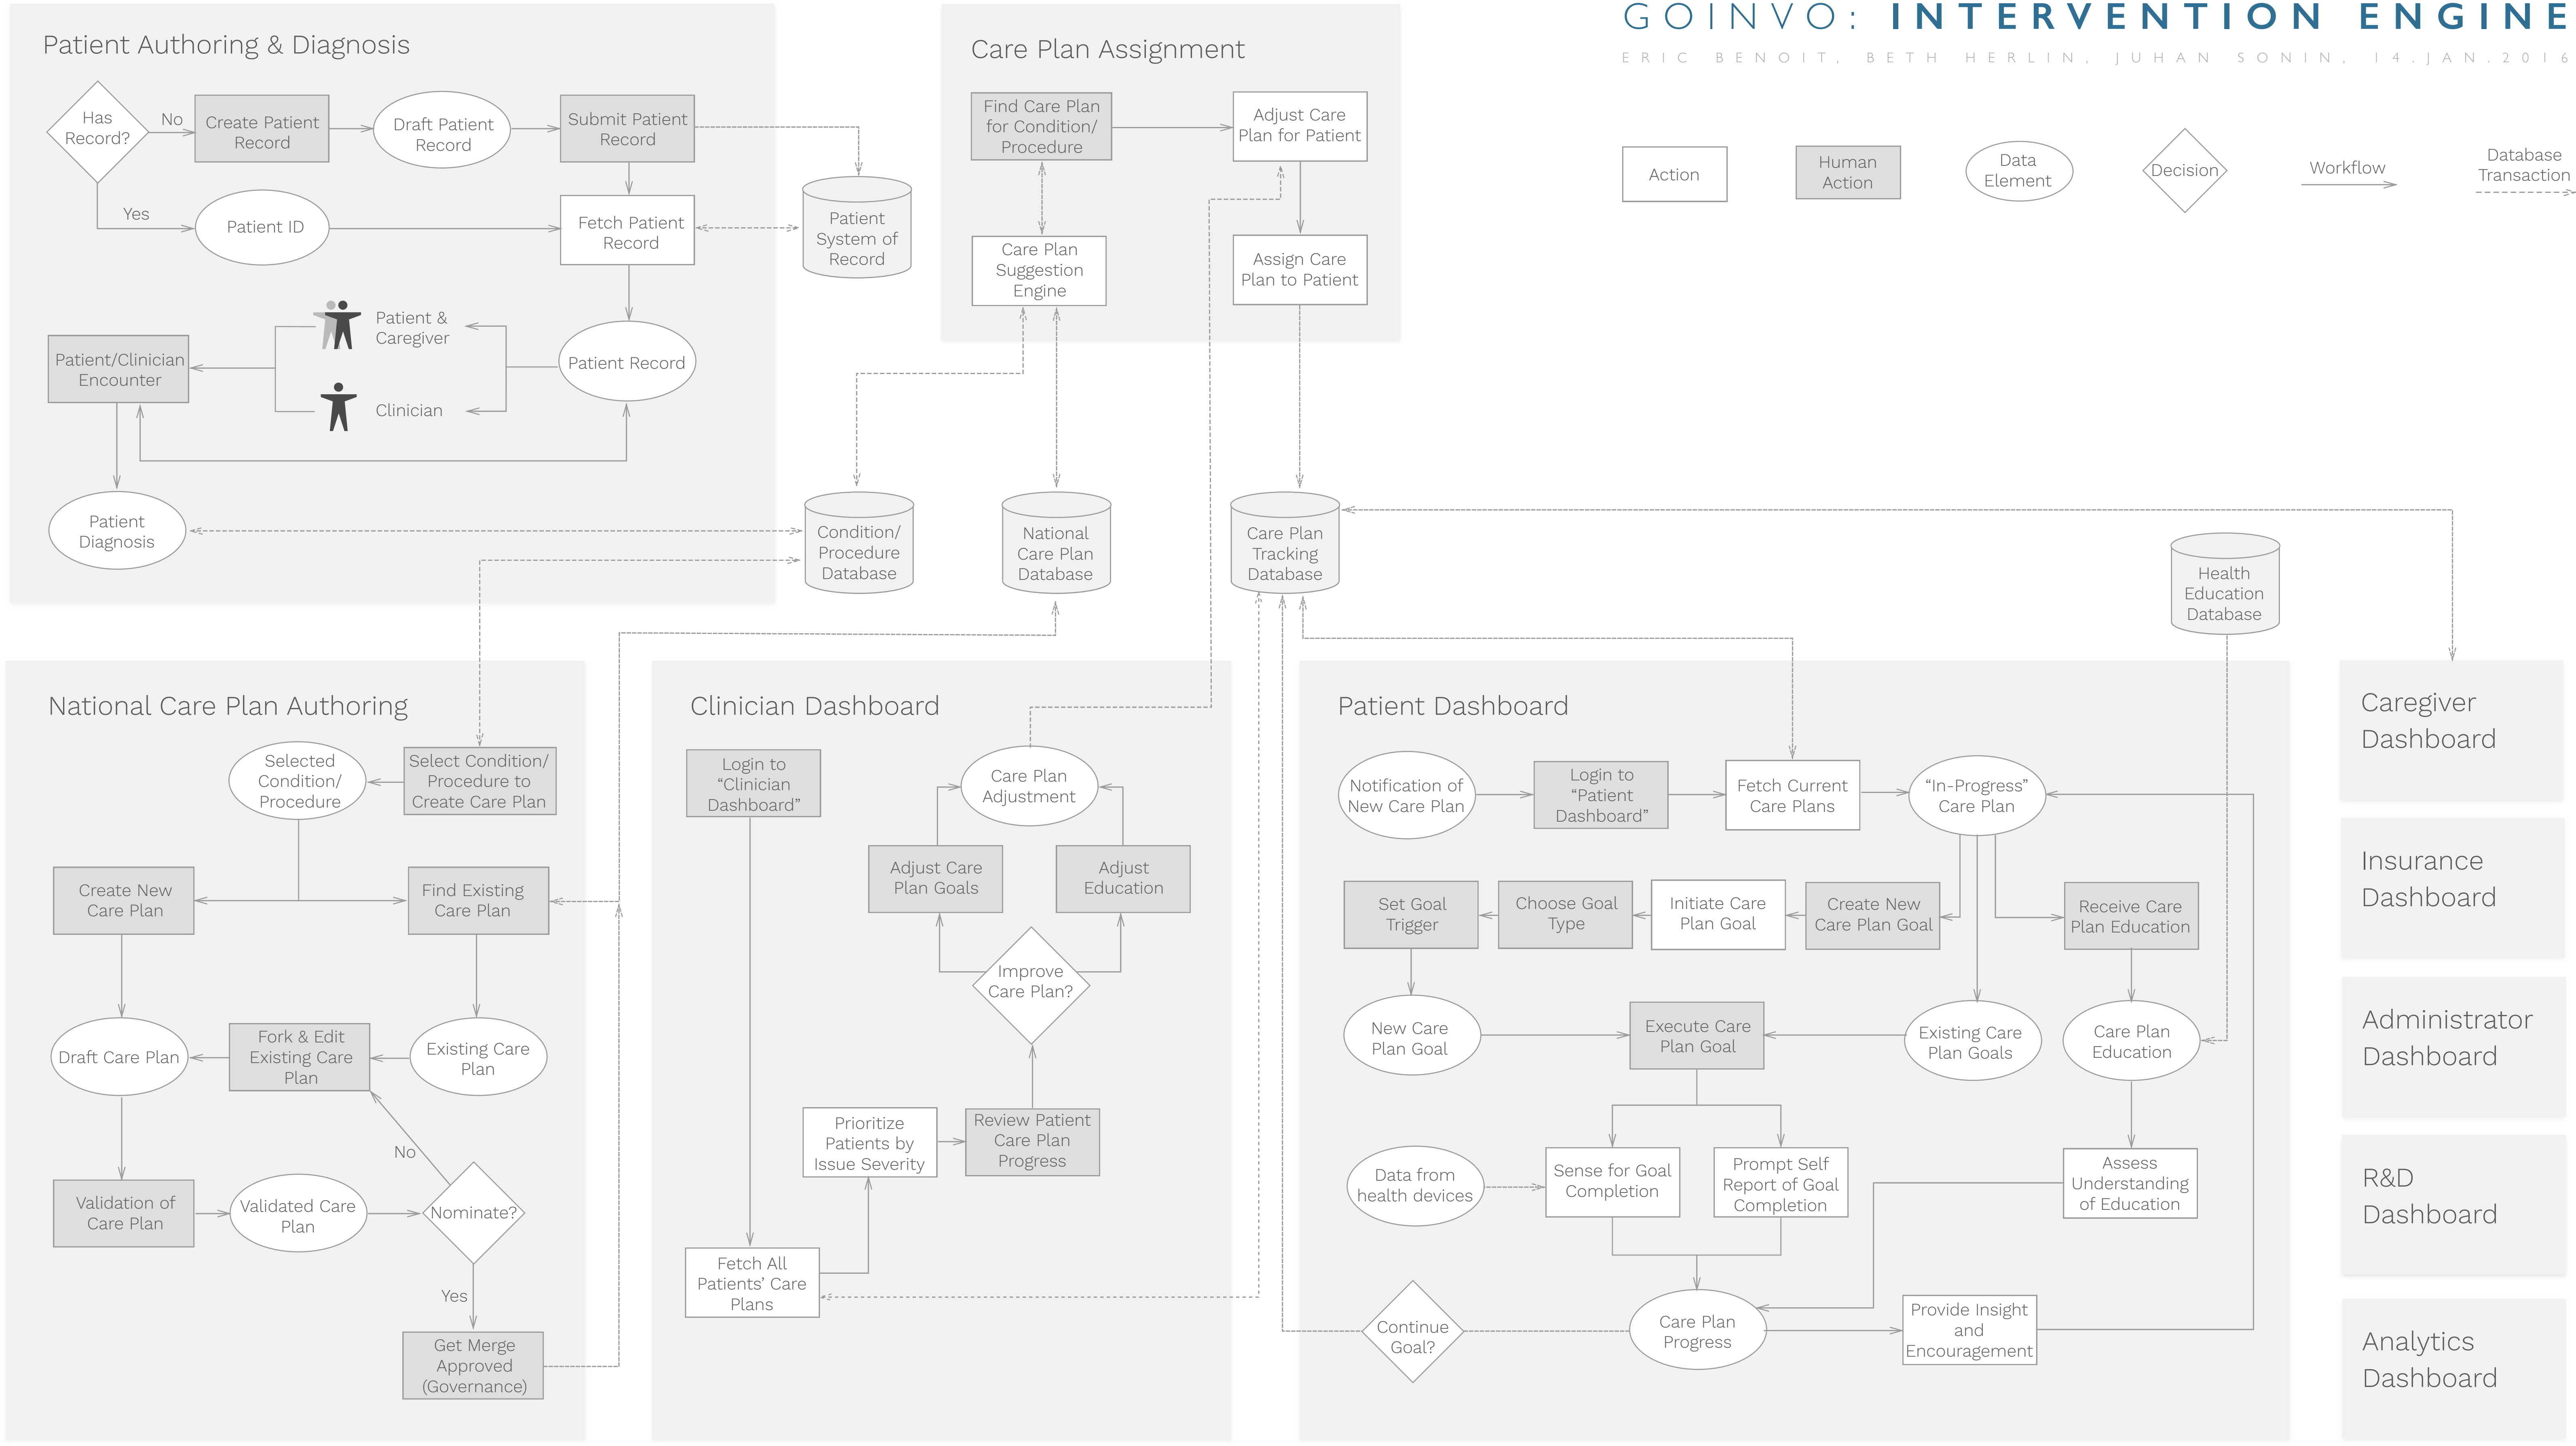 GOINVO: INTERVENTION ENGINE
ERIC BENOIT, BETH HERLIN, JUHAN SONIN, 14.JAN.2016
Action
Human
Action
Data
Element
Decision
Workflow
Database
Transaction
Patient Authoring & Diagnosis
Has
Record?
No
Create Patient
Record
Draft Patient
Record
Submit Patient
Record
Yes
Patient ID
Fetch Patient
Record
Patient
System of
Record
Patient &
Caregiver
Patient Record
Patient/Clinician
Encounter
Clinician
Patient
Diagnosis
Condition/
Procedure
Database
National
Care Plan
Database
Care Plan
Tracking
Database
Health
Education
Database
Care Plan Assignment
Find Care Plan
for Condition/
Procedure
Adjust Care
Plan for Patient
Care Plan
Suggestion
Engine
Assign Care
Plan to Patient
National Care Plan Authoring
Selected
Condition/
Procedure
Select Condition/
Procedure to
Create Care Plan
Create New
Care Plan
Find Existing
Care Plan
Draft Care Plan
Fork & Edit
Existing Care
Plan
Existing Care
Plan
No
Validation of
Care Plan
Validated Care
Plan
Nominate?
Yes
Get Merge
Approved
(Governance)
Clinician Dashboard
Login to
“Clinician
Dashboard”
Care Plan
Adjustment
Adjust Care
Plan Goals
Adjust
Education
Improve
Care Plan?
Prioritize
Patients by
Issue Severity
Review Patient
Care Plan
Progress
Fetch All
Patients’ Care
Plans
Patient Dashboard
Notification of
New Care Plan
Login to
“Patient
Dashboard”
Fetch Current
Care Plans
“In-Progress”
Care Plan
Set Goal
Trigger
Choose Goal
Type
Initiate Care
Plan Goal
Create New
Care Plan Goal
Receive Care
Plan Education
New Care
Plan Goal
Execute Care
Plan Goal
Existing Care
Plan Goals
Care Plan
Education
Data from
health devices
Sense for Goal
Completion
Prompt Self
Report of Goal
Completion
Assess
Understanding
of Education
Continue
Goal?
Care Plan
Progress
Provide Insight
and
Encouragement
Caregiver
Dashboard
Insurance
Dashboard
Administrator
Dashboard
R&D
Dashboard
Analytics
Dashboard